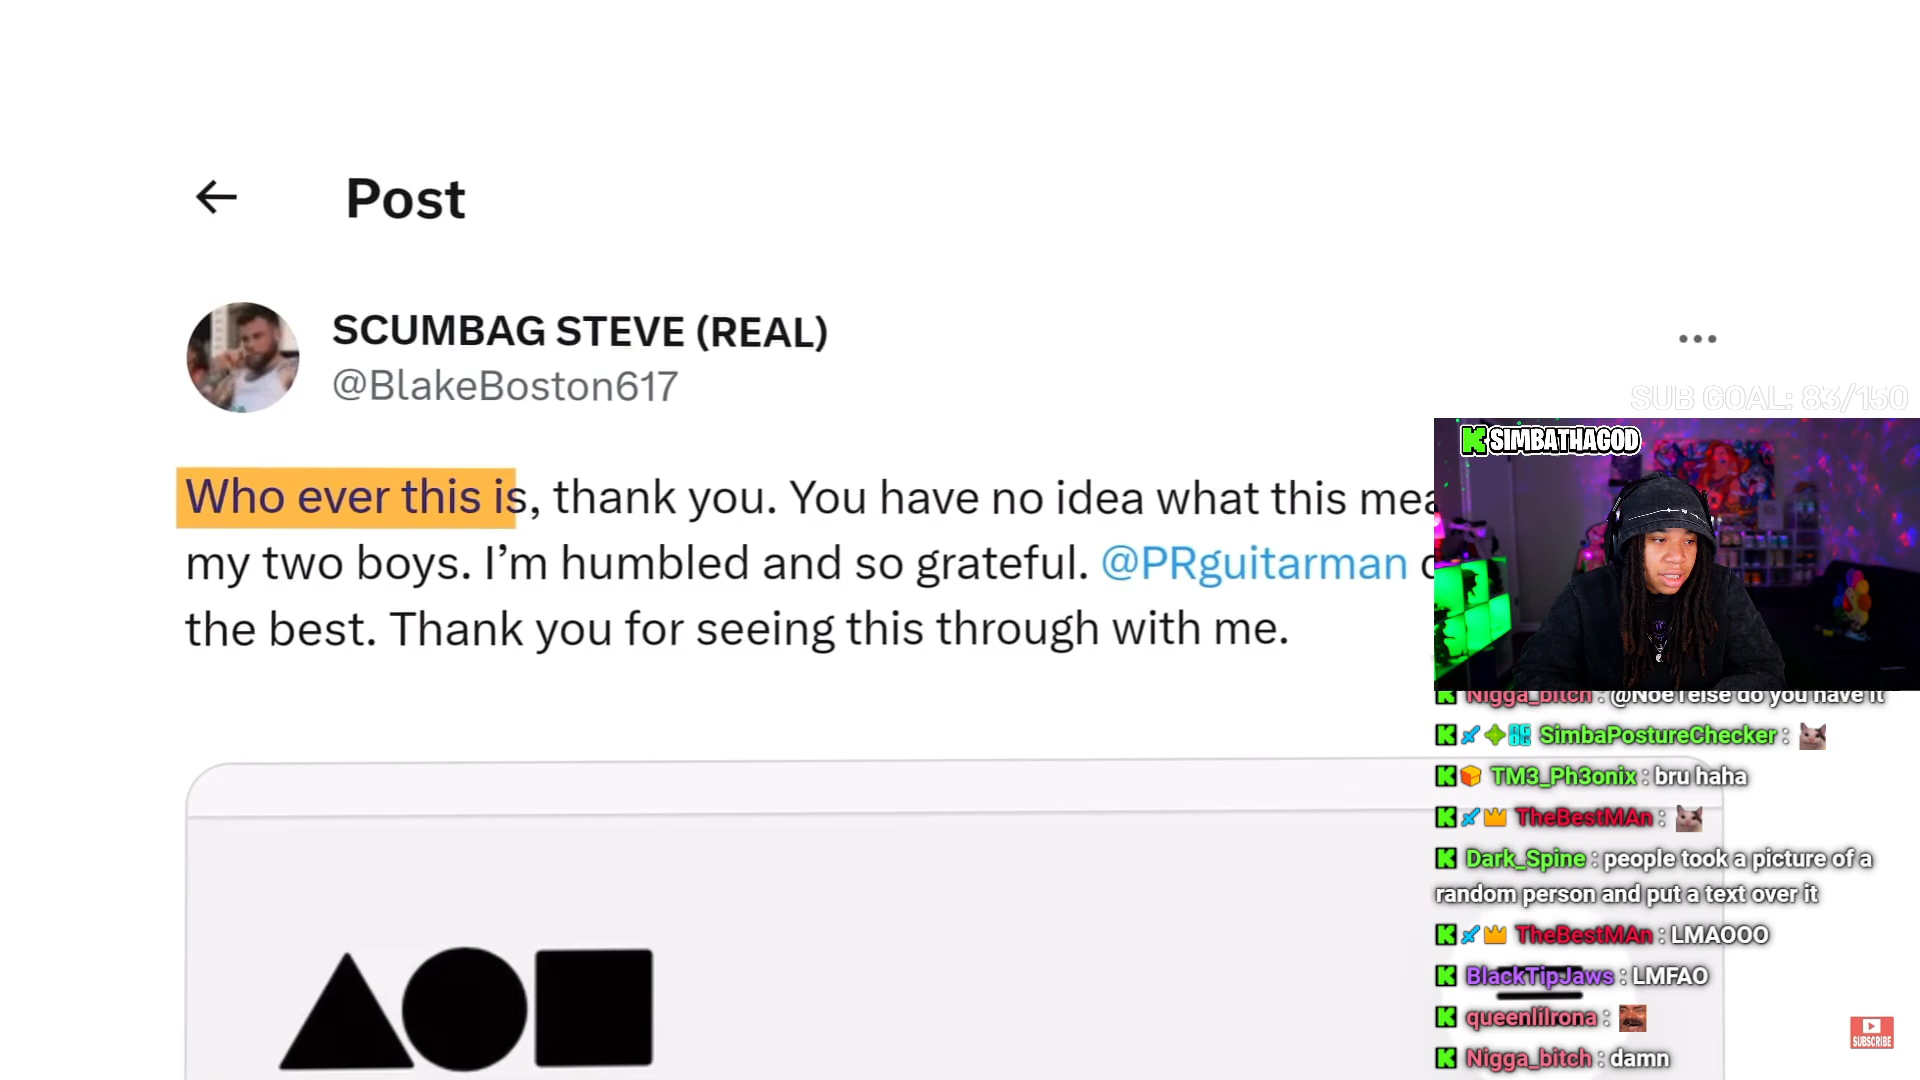 Post
SCUMBAG STEVE (REAL)
@BlakeBoston617
Who ever this is, thank you. You have no idea what this mea
my two boys. I’m humbled and so grateful. @PRguitarman
the best. Thank you for seeing this through with me.
SUB GOAL: 83/150
SIMBATHAGOD
Nigga_bitch : @NoeTelse do you have it
SimbaPostureChecker :
TM3_Ph3onix : bru haha
TheBestMAn :
Dark_Spine : people took a picture of a
random person and put a text over it
TheBestMAn : LMAOOO
BlackTipJaws : LMFAO
queenlilrona :
Nigga_bitch : damn
SUBSCRIBE